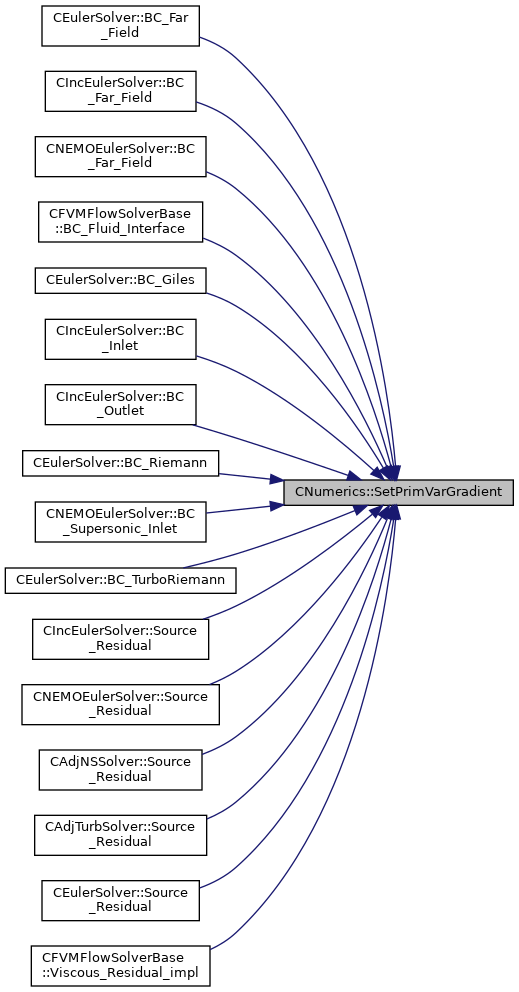 CEulerSolver::BC_Far
_Field
CIncEulerSolver::BC
_Far_Field
CNEMOEulerSolver::BC
_Far_Field
CFVMFlowSolverBase
::BC_Fluid_Interface
CEulerSolver::BC_Giles
CIncEulerSolver::BC
_Inlet
CIncEulerSolver::BC
_Outlet
CEulerSolver::BC_Riemann
CNumerics::SetPrimVarGradient
CNEMOEulerSolver::BC
_Supersonic_Inlet
CEulerSolver::BC_TurboRiemann
CIncEulerSolver::Source
_Residual
CNEMOEulerSolver::Source
_Residual
CAdjNSSolver::Source
_Residual
CAdjTurbSolver::Source
_Residual
CEulerSolver::Source
_Residual
CFVMFlowSolverBase
::Viscous_Residual_impl